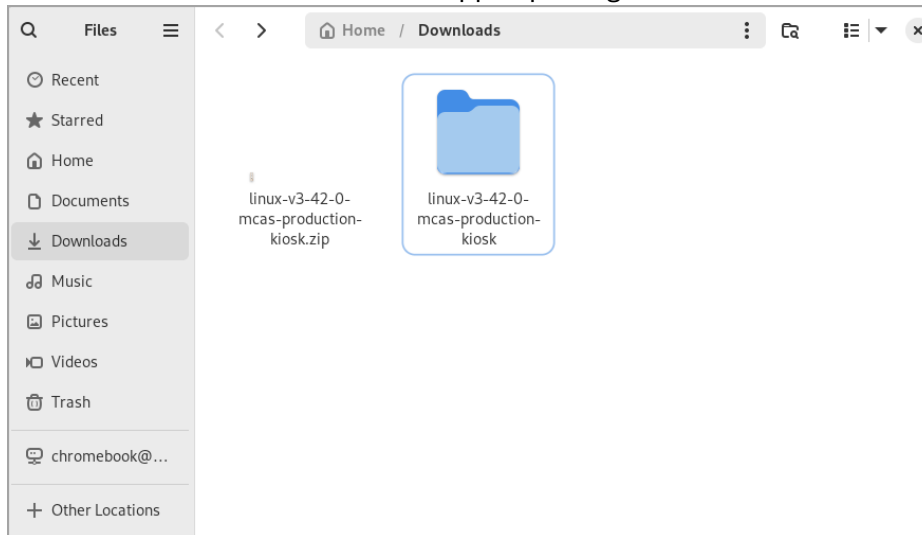 Files
Home / Downloads
Recent
Starred
Home
Documents
Downloads
Music
Pictures
Videos
Trash
chromebook@...
+ Other Locations
linux-v3-42-0-
mcas-production-
kiosk.zip
linux-v3-42-0-
mcas-production-
kiosk